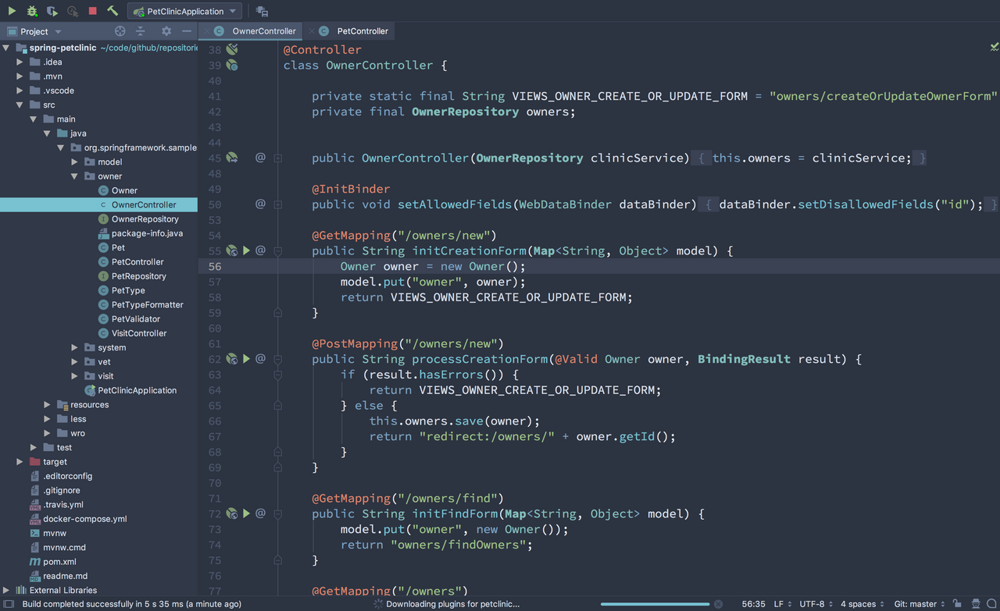 PetClinicApplication
Project
OwnerController
PetController
spring-petclinic ~/code/github/repositorie
.idea
.mvn
.vscode
src
main
java
org.springframework.sample
model
owner
Owner
OwnerController
OwnerRepository
package-info.java
Pet
PetController
PetRepository
PetType
PetTypeFormatter
PetValidator
VisitController
system
vet
visit
PetClinicApplication
resources
less
wro
test
target
.editorconfig
.gitignore
.travis.yml
docker-compose.yml
mvnw
mvnw.cmd
pom.xml
readme.md
External Libraries
38 @Controller
39 class OwnerController {
40
41 private static final String VIEWS_OWNER_CREATE_OR_UPDATE_FORM = "owners/createOrUpdateOwnerForm"
42 private final OwnerRepository owners;
43
44
45 @ public OwnerController(OwnerRepository clinicService) { this.owners = clinicService; }
48
49 @InitBinder
50 @ public void setAllowedFields(WebDataBinder dataBinder) { dataBinder.setDisallowedFields("id"); }
53
54 @GetMapping("/owners/new")
55 @ public String initCreationForm(Map<String, Object> model) {
56 Owner owner = new Owner();
57 model.put("owner", owner);
58 return VIEWS_OWNER_CREATE_OR_UPDATE_FORM;
59 }
60
61 @PostMapping("/owners/new")
62 @ public String processCreationForm(@Valid Owner owner, BindingResult result) {
63 if (result.hasErrors()) {
64 return VIEWS_OWNER_CREATE_OR_UPDATE_FORM;
65 } else {
66 this.owners.save(owner);
67 return "redirect:/owners/" + owner.getId();
68 }
69 }
70
71 @GetMapping("/owners/find")
72 @ public String initFindForm(Map<String, Object> model) {
73 model.put("owner", new Owner());
74 return "owners/findOwners";
75 }
76
77 @GetMapping("/owners")
Build completed successfully in 5 s 35 ms (a minute ago)
Downloading plugins for petclinic...
56:35 LF UTF-8 4 spaces Git: master